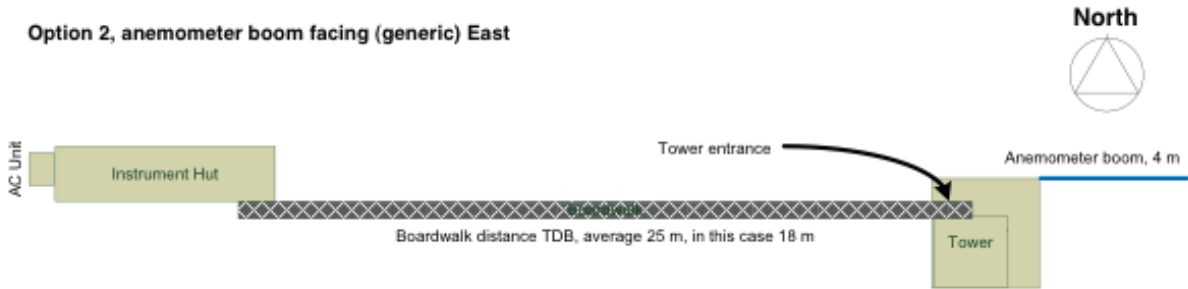 Option 2, anemometer boom facing (generic) East
North
AC Unit
Instrument Hut
Tower entrance
Anemometer boom, 4 m
Boardwalk
Boardwalk distance TDB, average 25 m, in this case 18 m
Tower